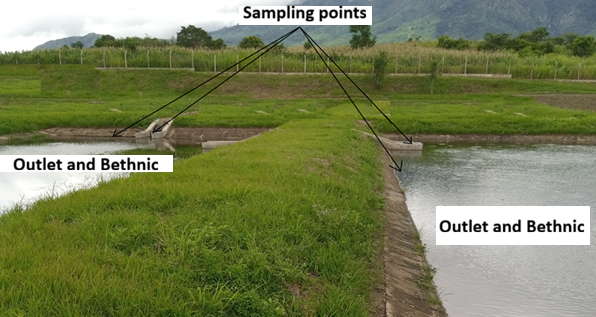 Sampling points
Outlet and Bethnic
Outlet and Bethnic